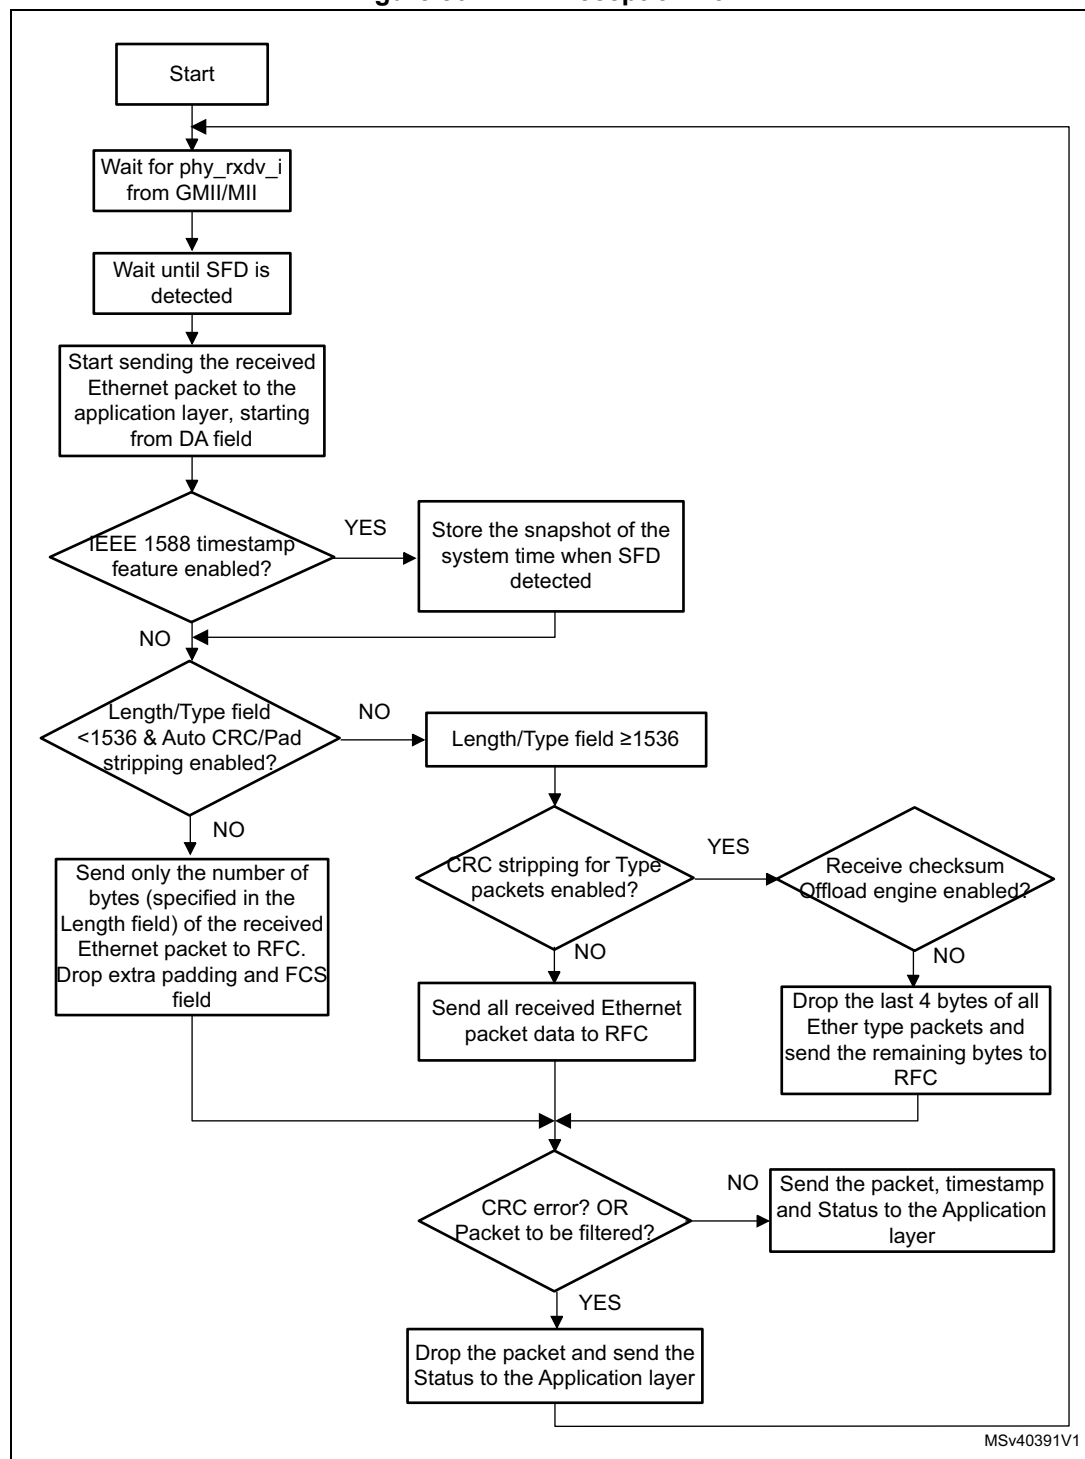 Start
Wait for phy_rxdv_i
from GMII/MII
Wait until SFD is
detected
Start sending the received
Ethernet packet to the
application layer, starting
from DA field
IEEE 1588 timestamp
feature enabled?
YES
Store the snapshot of the
system time when SFD
detected
NO
Length/Type field
<1536 & Auto CRC/Pad
stripping enabled?
NO
Length/Type field ≥1536
NO
Send only the number of
bytes (specified in the
Length field) of the received
Ethernet packet to RFC.
Drop extra padding and FCS
field
CRC stripping for Type
packets enabled?
YES
Receive checksum
Offload engine enabled?
NO
Send all received Ethernet
packet data to RFC
NO
Drop the last 4 bytes of all
Ether type packets and
send the remaining bytes to
RFC
CRC error? OR
Packet to be filtered?
NO
Send the packet, timestamp
and Status to the Application
layer
YES
Drop the packet and send the
Status to the Application layer
MSv40391V1